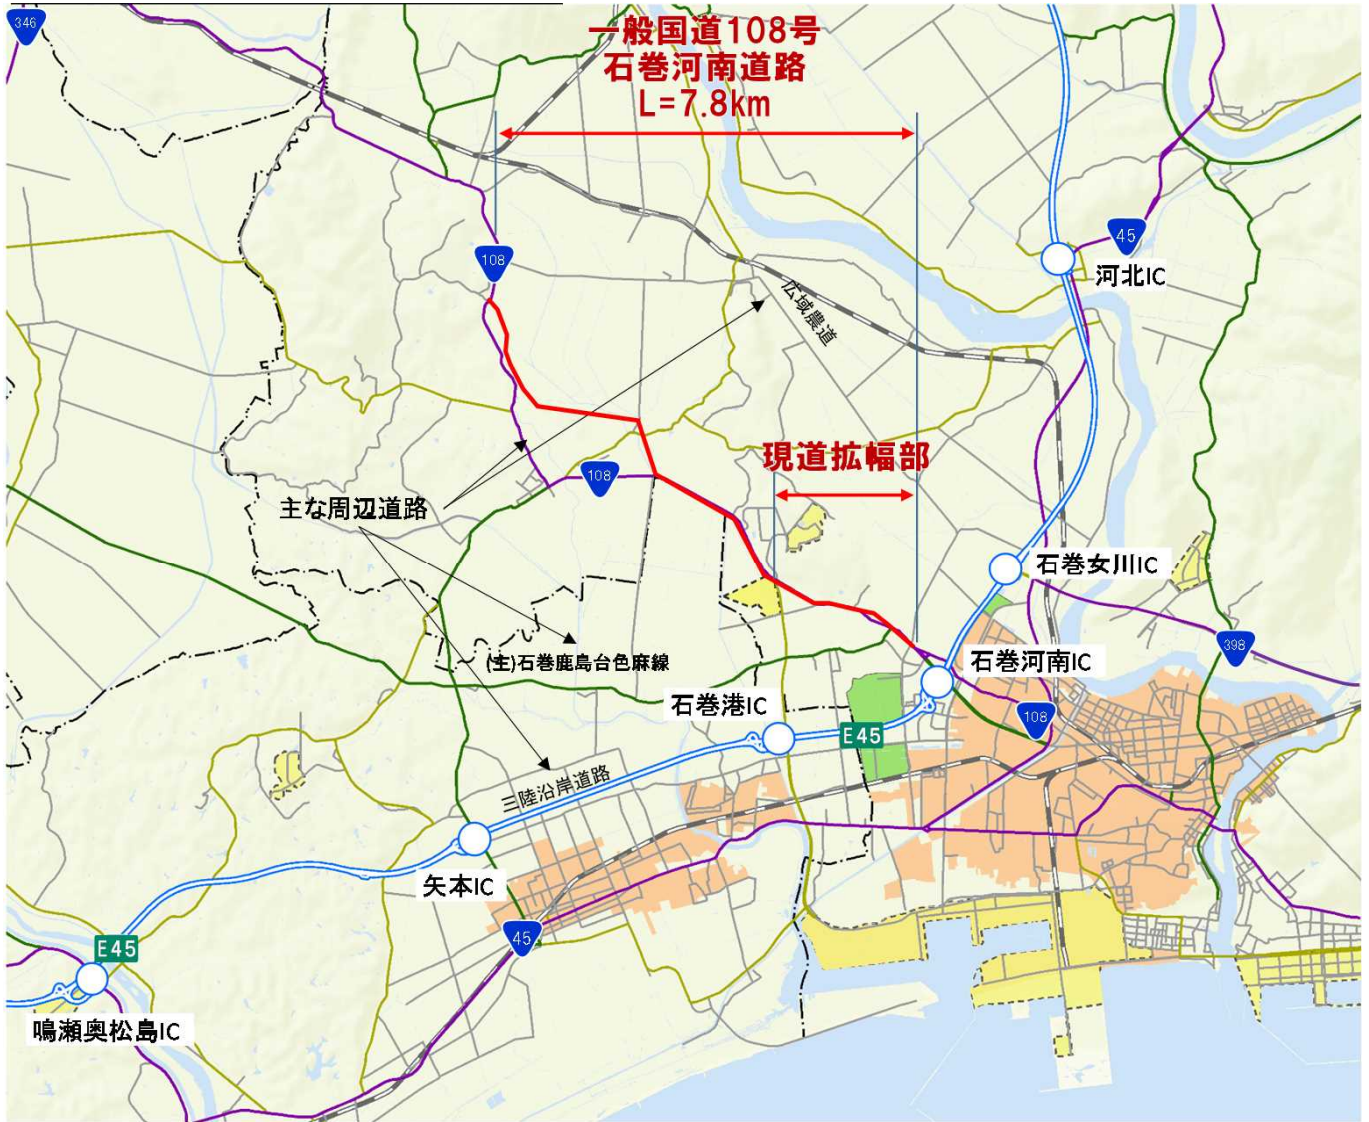 346
一般国道108号
石巻河南道路
L=7.8km
45
河北IC
108
広域農道
現道拡幅部
108
主な周辺道路
石巻女川IC
398
(主)石巻鹿島台色麻線
石巻河南IC
石巻港IC
108
E45
三陸沿岸道路
矢本IC
45
E45
鳴瀬奥松島IC